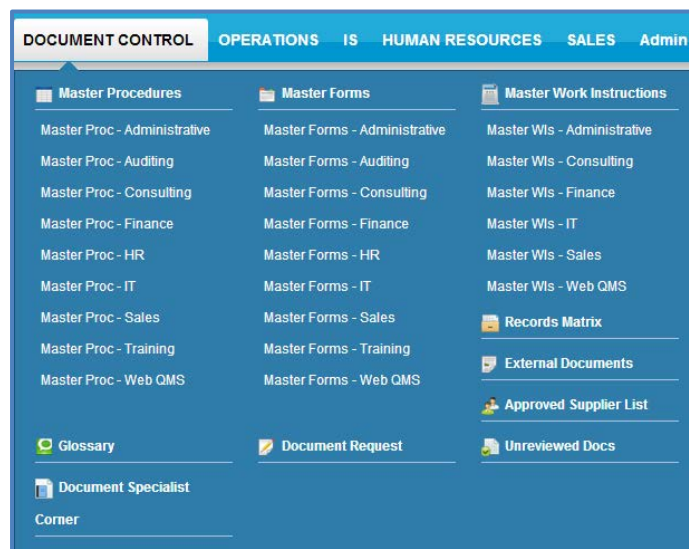 DOCUMENT CONTROL OPERATIONS IS HUMAN RESOURCES SALES Admin
Master Procedures
Master Proc - Administrative
Master Proc - Auditing
Master Proc - Consulting
Master Proc - Finance
Master Proc - HR
Master Proc - IT
Master Proc - Sales
Master Proc - Training
Master Proc - Web QMS
Master Forms
Master Forms - Administrative
Master Forms - Auditing
Master Forms - Consulting
Master Forms - Finance
Master Forms - HR
Master Forms - IT
Master Forms - Sales
Master Forms - Training
Master Forms - Web QMS
Master Work Instructions
Master WIs - Administrative
Master WIs - Consulting
Master WIs - Finance
Master WIs - IT
Master WIs - Sales
Master WIs - Web QMS
Records Matrix
External Documents
Approved Supplier List
Glossary
Document Request
Unreviewed Docs
Document Specialist
Corner